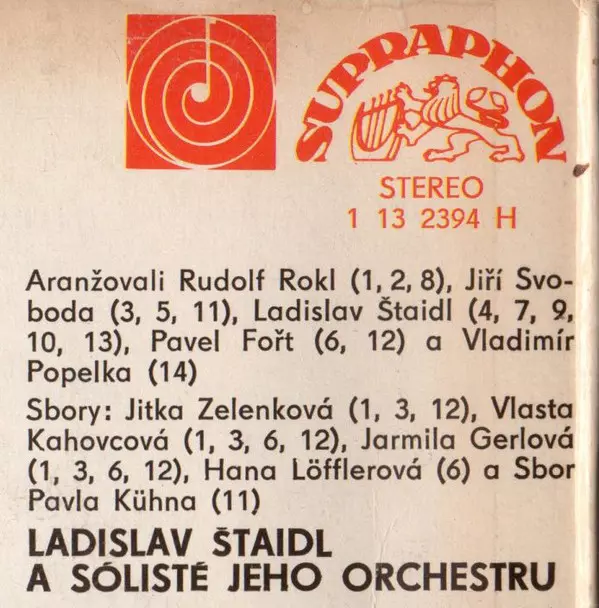 SUPRAPHON
STEREO
1 13 2394 H
Aranžovali Rudolf Rokl (1, 2, 8), Jiří Svo-
boda (3, 5, 11), Ladislav Štaidl (4, 7, 9,
10, 13), Pavel Fořt (6, 12) a Vladimír
Popelka (14)
Sbory: Jitka Zelenková (1, 3, 12), Vlasta
Kahovcová (1, 3, 6, 12), Jarmila Gerlová
(1, 3, 6, 12), Hana Löfflerová (6) a Sbor
Pavla Kühna (11)
LADISLAV ŠTAIDL
A SÓLISTÉ JEHO ORCHESTRU